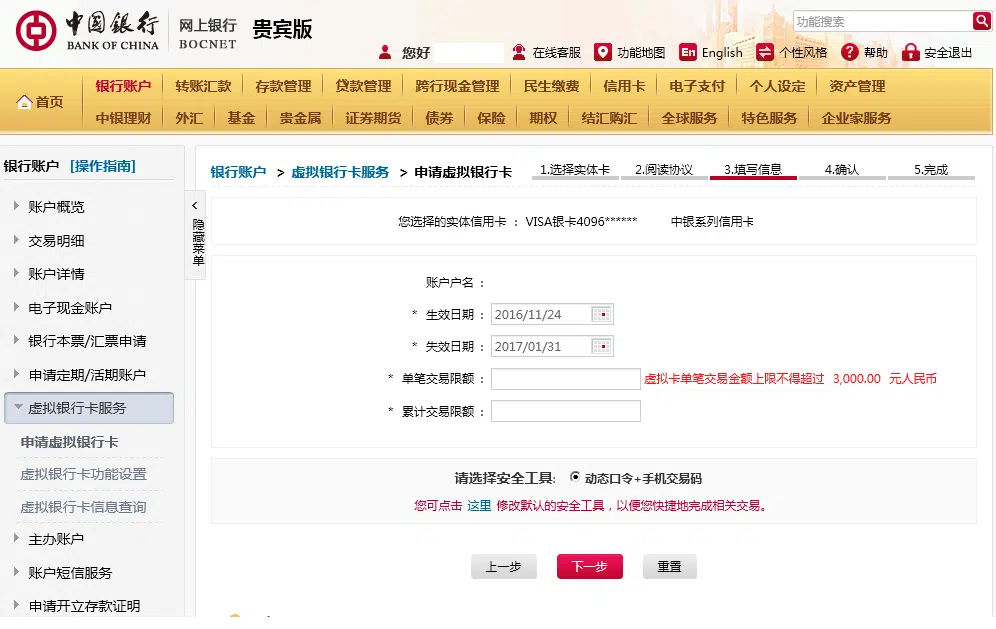 中國銀行
BANK OF CHINA
网上银行
BOCNET
贵宾版
功能搜索
您好
在线客服
功能地图
En English
个性风格
? 帮助
安全退出
首页
银行账户 转账汇款 存款管理 贷款管理 跨行现金管理 民生缴费 信用卡 电子支付 个人设定 资产管理
中银理财 外汇 基金 贵金属 证券期货 债券 保险 期权 结汇购汇 全球服务 特色服务 企业家服务
银行账户 [操作指南]
账户概览
交易明细
账户详情
电子现金账户
银行本票/汇票申请
申请定期/活期账户
虚拟银行卡服务
申请虚拟银行卡
虚拟银行卡功能设置
虚拟银行卡信息查询
主办账户
账户短信服务
申请开立存款证明
<
隐藏菜单
银行账户 > 虚拟银行卡服务 > 申请虚拟银行卡
1.选择实体卡 2.阅读协议 3.填写信息 4.确认 5.完成
您选择的实体信用卡 : VISA银卡4096****** 中银系列信用卡
账户户名 :
* 生效日期 : 2016/11/24
* 失效日期 : 2017/01/31
* 单笔交易限额 : 虚拟卡单笔交易金额上限不得超过 3,000.00 元人民币
* 累计交易限额 :
请选择安全工具: 动态口令+手机交易码
您可点击 这里 修改默认的安全工具，以便您快捷地完成相关交易。
上一步 下一步 重置